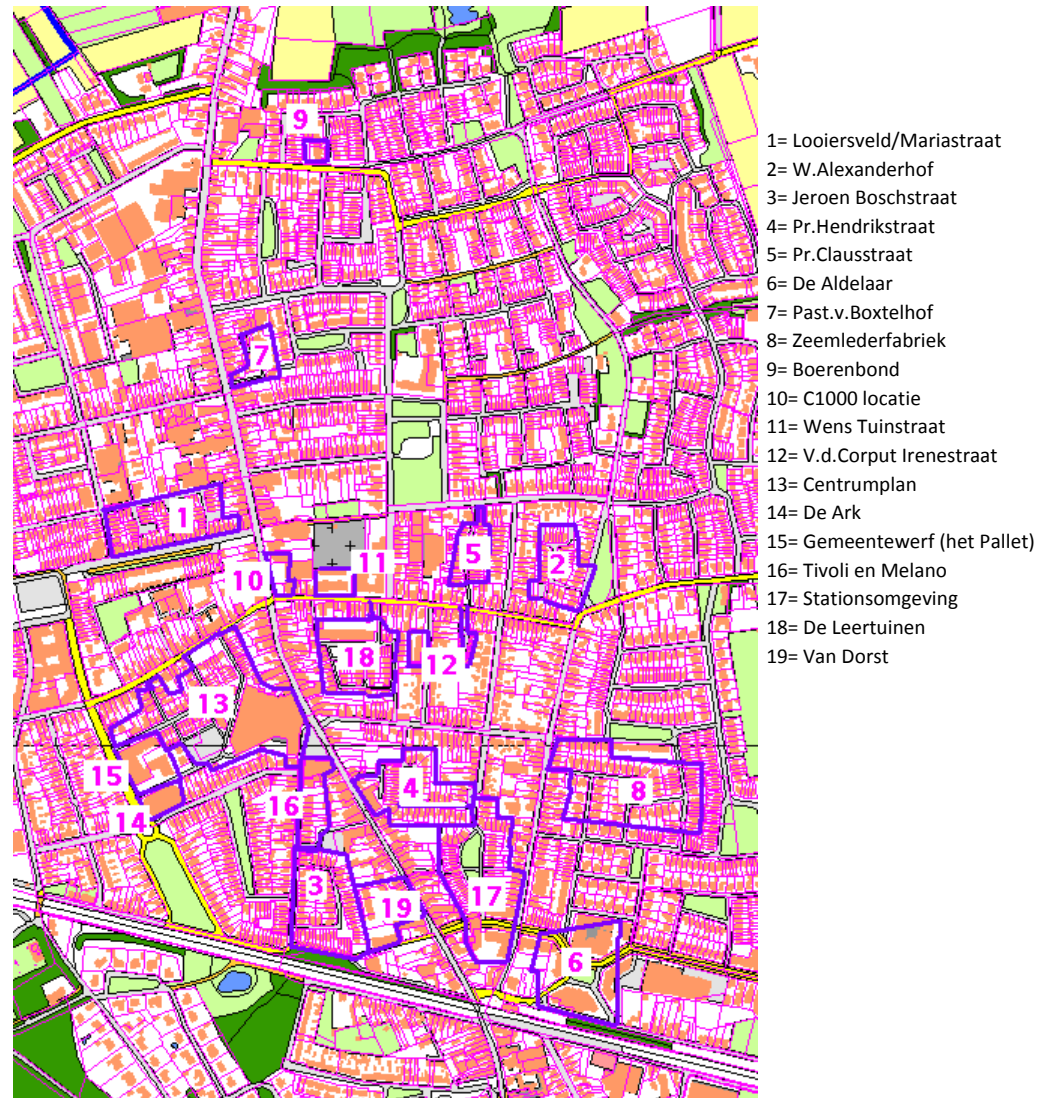 9
7
1
5
2
10
11
18
12
13
15
14
16
4
8
3
19
17
6
1= Looiersveld/Mariastraat
2= W.Alexanderhof
3= Jeroen Boschstraat
4= Pr.Hendrikstraat
5= Pr.Clausstraat
6= De Aldelaar
7= Past.v.Boxtelhof
8= Zeemlederfabriek
9= Boerenbond
10= C1000 locatie
11= Wens Tuinstraat
12= V.d.Corput Irenestraat
13= Centrumplan
14= De Ark
15= Gemeentewerf (het Pallet)
16= Tivoli en Melano
17= Stationsomgeving
18= De Leertuinen
19= Van Dorst